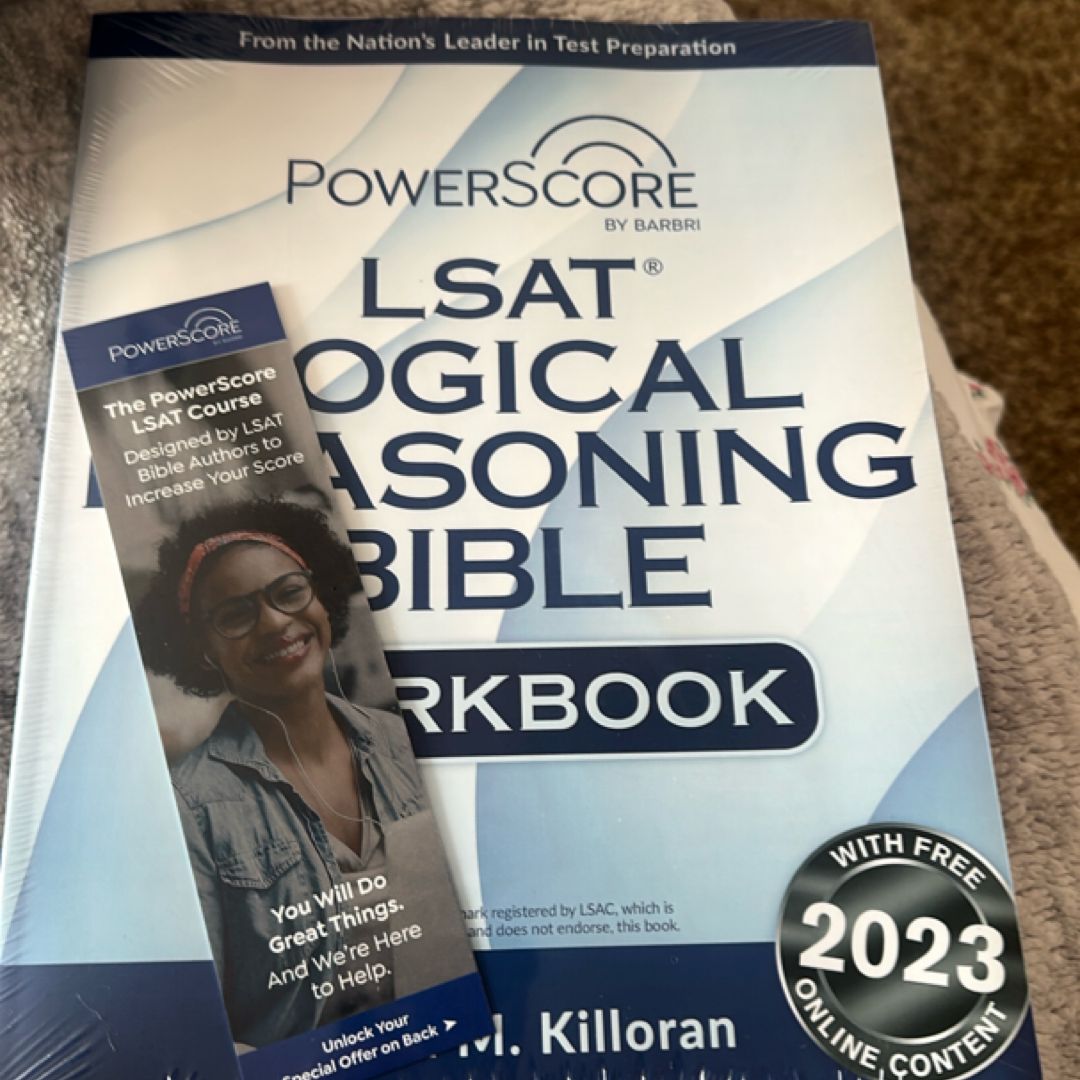 From the Nation's Leader in Test Preparation
POWERSCORE
BY BARBRI
LSAT®
OGICAL
ASONING
BIBLE
RKBOOK
POWERSCORE
BY BARBRI
The PowerScore
LSAT Course
Designed by LSAT
Bible Authors to
Increase Your Score
You Will Do
Great Things.
And We're Here
to Help.
Unlock Your
Special Offer on Back ➤
registered by LSAC, which is
and does not endorse, this book.
M. Killoran
WITH FREE
2023
ONLINE CONTENT